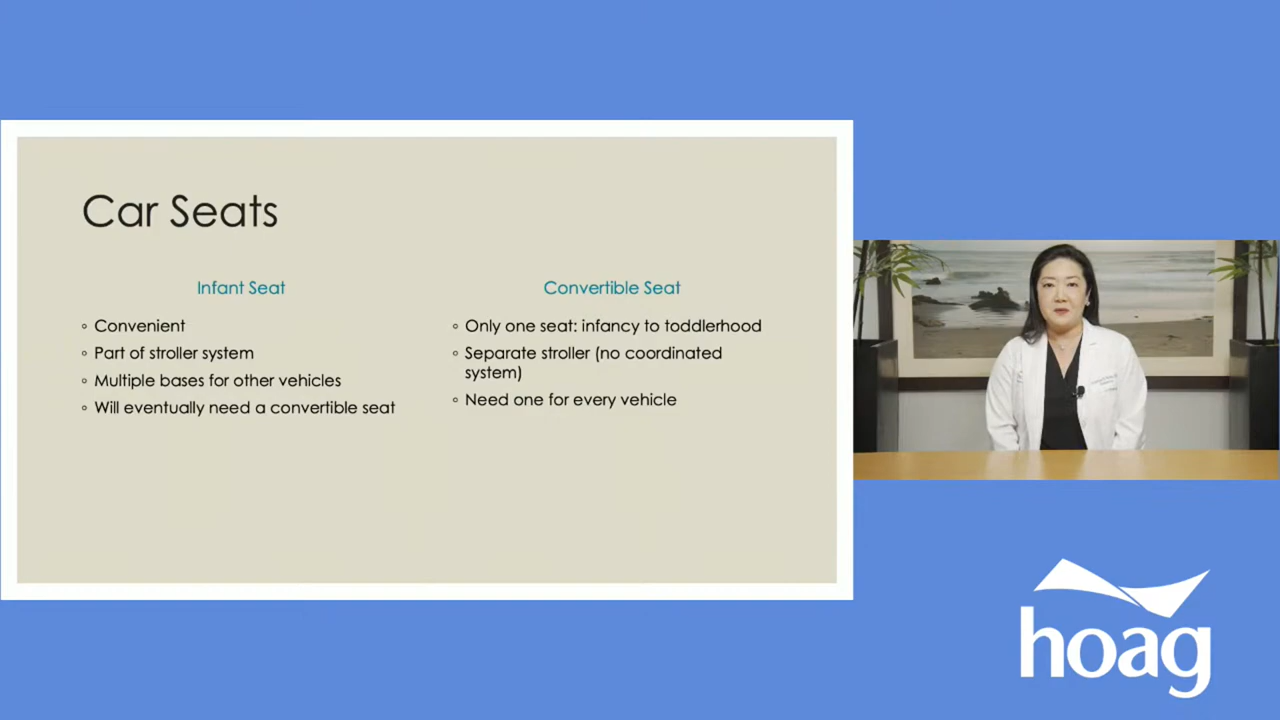 Car Seats
Infant Seat
◦ Convenient
◦ Part of stroller system
◦ Multiple bases for other vehicles
◦ Will eventually need a convertible seat
Convertible Seat
◦ Only one seat: infancy to toddlerhood
◦ Separate stroller (no coordinated
system)
◦ Need one for every vehicle
hoag